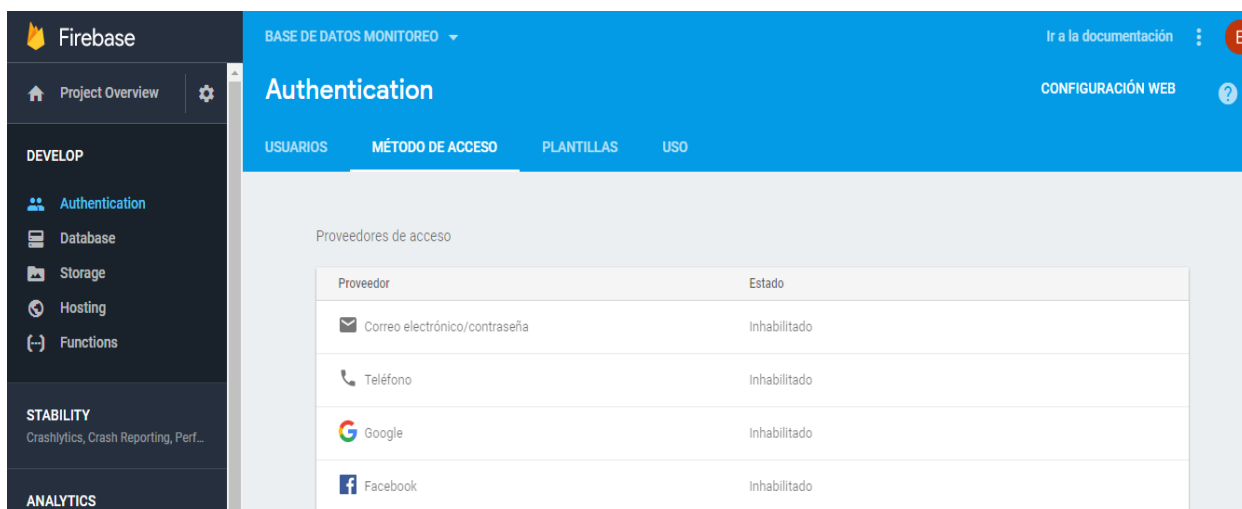 Firebase
BASE DE DATOS MONITOREO
Ir a la documentación
E
Project Overview
Authentication
CONFIGURACIÓN WEB
?
DEVELOP
USUARIOS MÉTODO DE ACCESO PLANTILLAS USO
Authentication
Database
Storage
Hosting
Functions
STABILITY
Crashlytics, Crash Reporting, Perf...
ANALYTICS
Proveedores de acceso
Proveedor Estado
Correo electrónico/contraseña Inhabilitado
Teléfono Inhabilitado
Google Inhabilitado
Facebook Inhabilitado